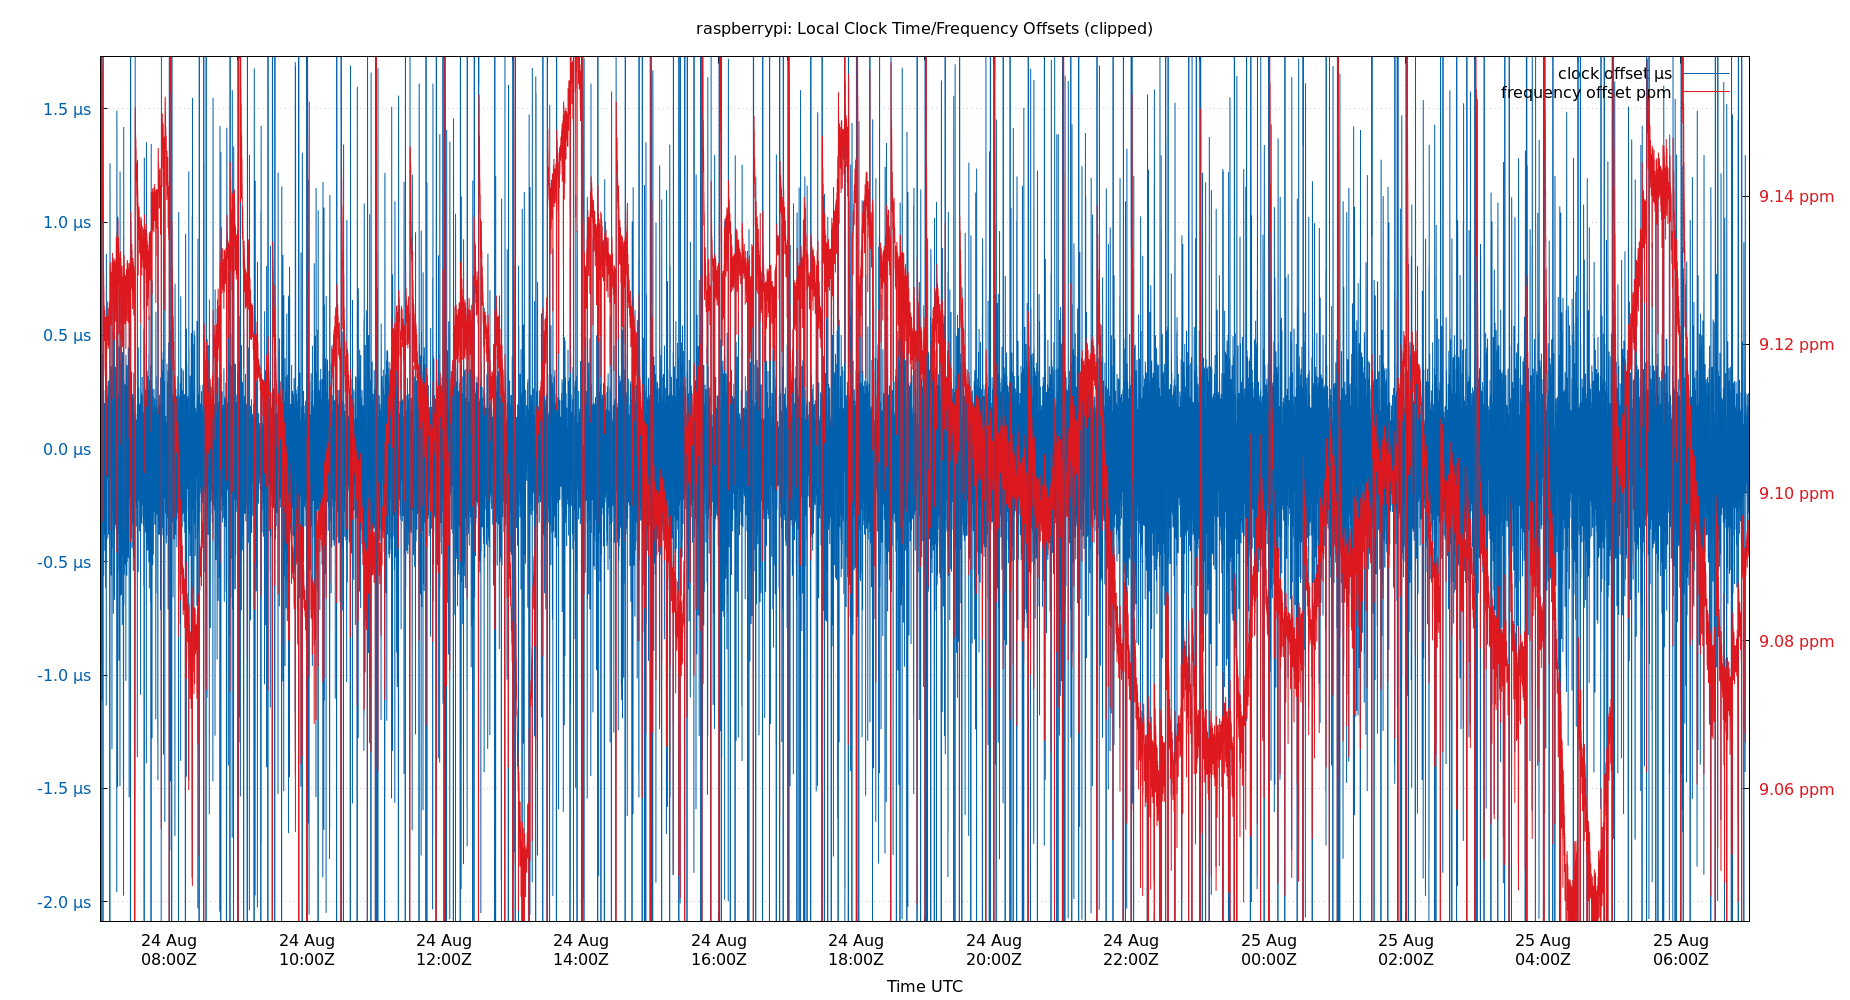 raspberrypi: Local Clock Time/Frequency Offsets (clipped)
clock offset µs
frequency offset ppm
1.5 µs
1.0 µs
0.5 µs
0.0 µs
-0.5 µs
-1.0 µs
-1.5 µs
-2.0 µs
9.14 ppm
9.12 ppm
9.10 ppm
9.08 ppm
9.06 ppm
24 Aug 24 Aug 24 Aug 24 Aug 24 Aug 24 Aug 24 Aug 24 Aug 25 Aug 25 Aug 25 Aug 25 Aug
08:00Z 10:00Z 12:00Z 14:00Z 16:00Z 18:00Z 20:00Z 22:00Z 00:00Z 02:00Z 04:00Z 06:00Z
Time UTC